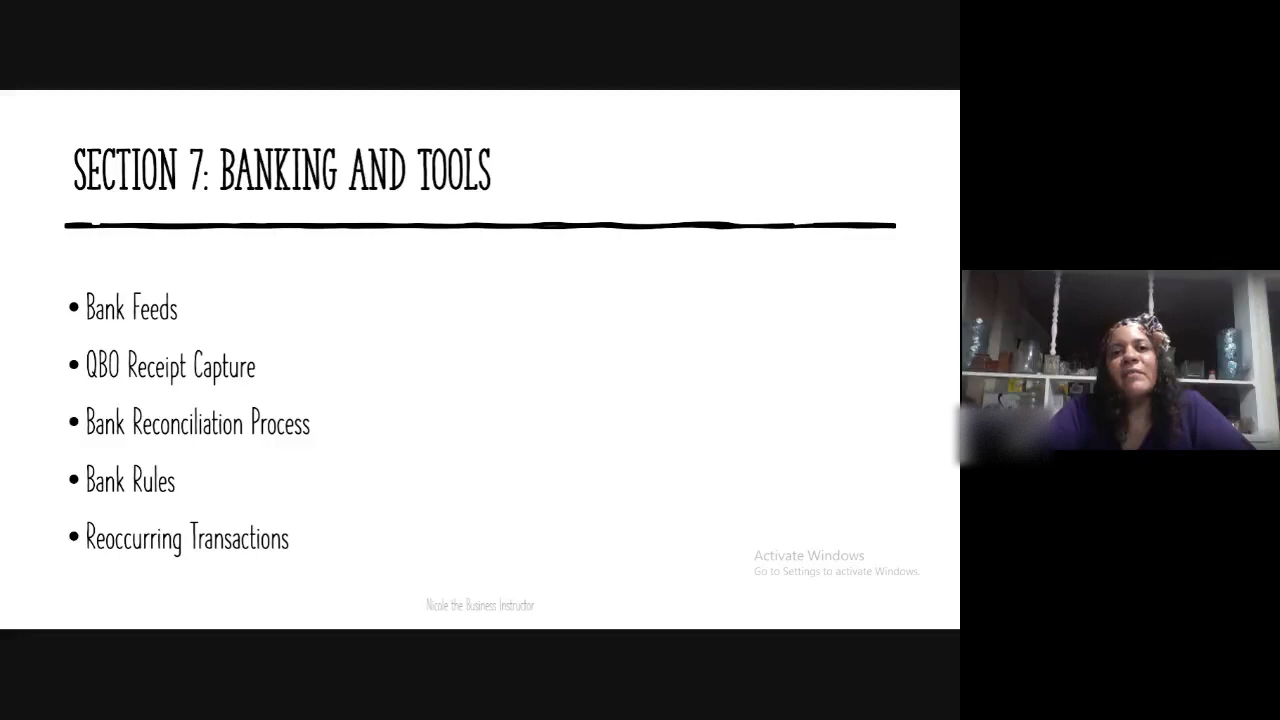 SECTION 7: BANKING AND TOOLS
• Bank Feeds
• QBO Receipt Capture
• Bank Reconciliation Process
• Bank Rules
• Reoccurring Transactions
Activate Windows
Go to Settings to activate Windows.
Nicole the Business Instructor